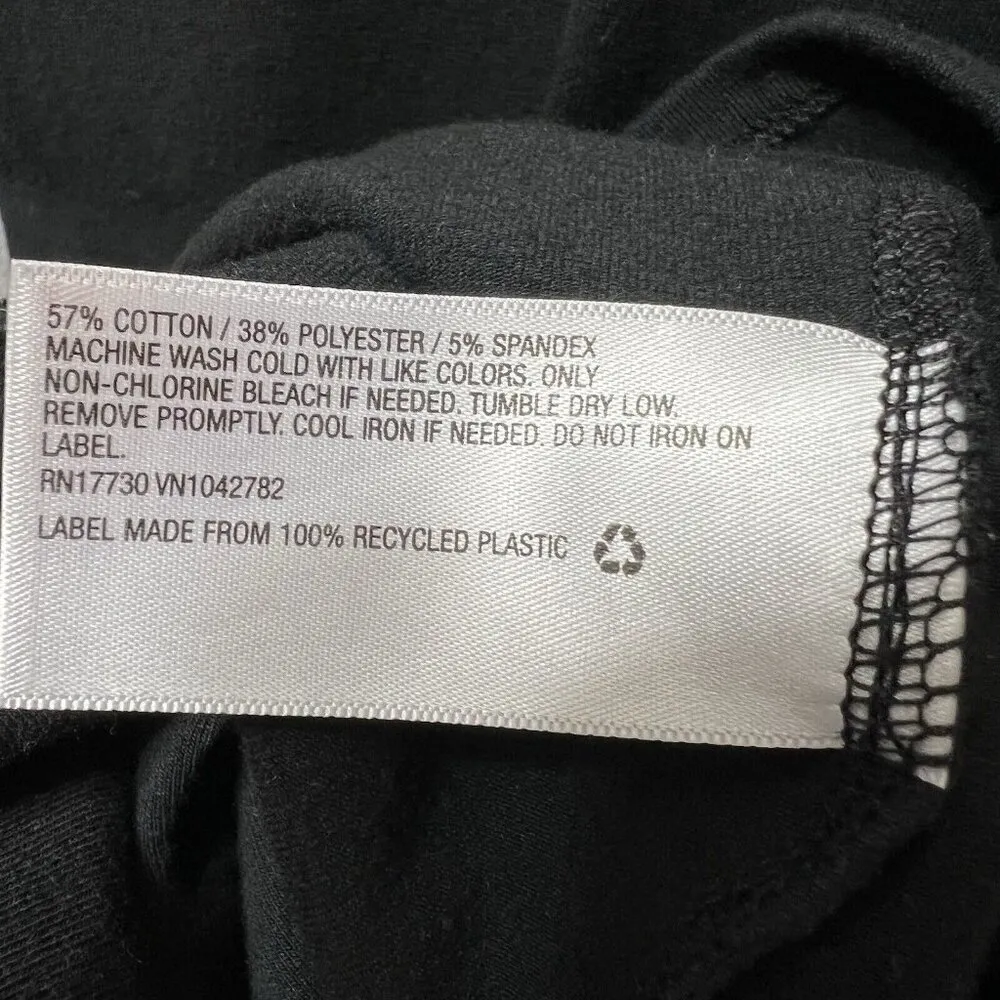 57% COTTON / 38% POLYESTER / 5% SPANDEX
MACHINE WASH COLD WITH LIKE COLORS. ONLY
NON-CHLORINE BLEACH IF NEEDED. TUMBLE DRY LOW.
REMOVE PROMPTLY. COOL IRON IF NEEDED. DO NOT IRON ON
LABEL.
RN17730 VN1042782
LABEL MADE FROM 100% RECYCLED PLASTIC